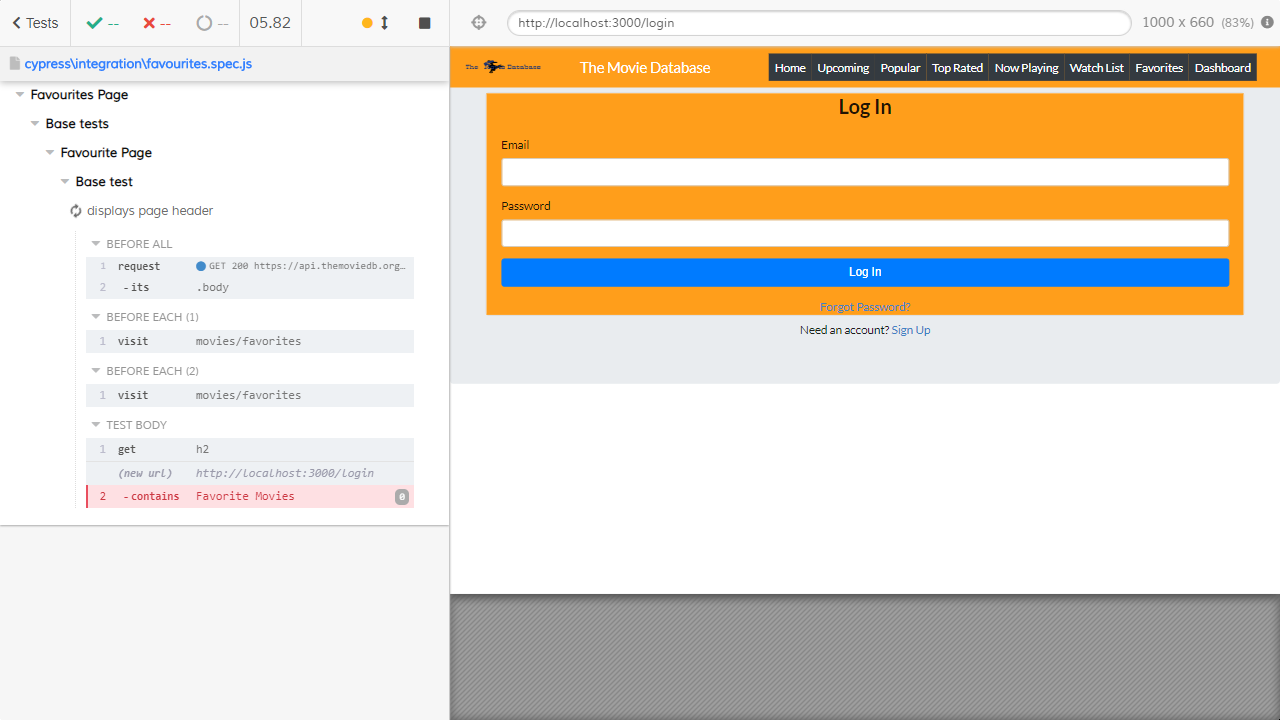 Tests -- -- -- 05.82
cypress\integration\favourites.spec.js
Favourites Page
Base tests
Favourite Page
Base test
displays page header
BEFORE ALL
1 request GET 200 https://api.themoviedb.org…
2 -its .body
BEFORE EACH (1)
1 visit movies/favorites
BEFORE EACH (2)
1 visit movies/favorites
TEST BODY
1 get h2
(new url) http://localhost:3000/login
2 -contains Favorite Movies 0
http://localhost:3000/login 1000 x 660 (83%)
The Database The Movie Database Home Upcoming Popular Top Rated Now Playing Watch List Favorites Dashboard
Log In
Email
Password
Log In
Forgot Password?
Need an account? Sign Up